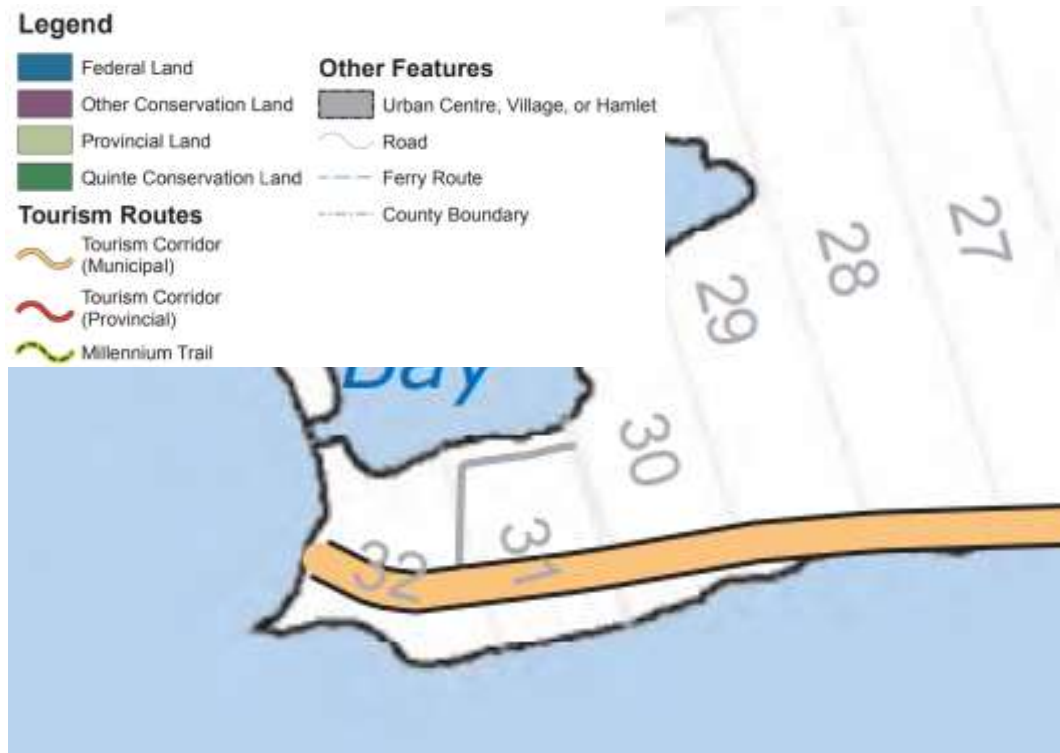 Legend
Federal Land
Other Conservation Land
Provincial Land
Quinte Conservation Land
Tourism Routes
Tourism Corridor
(Municipal)
Tourism Corridor
(Provincial)
Millennium Trail
Other Features
Urban Centre, Village, or Hamlet
Road
Ferry Route
County Boundary
27
28
29
Bay
30
31
32